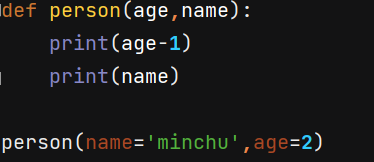 def person(age,name):
    print(age-1)
    print(name)
person(name='minchu',age=2)